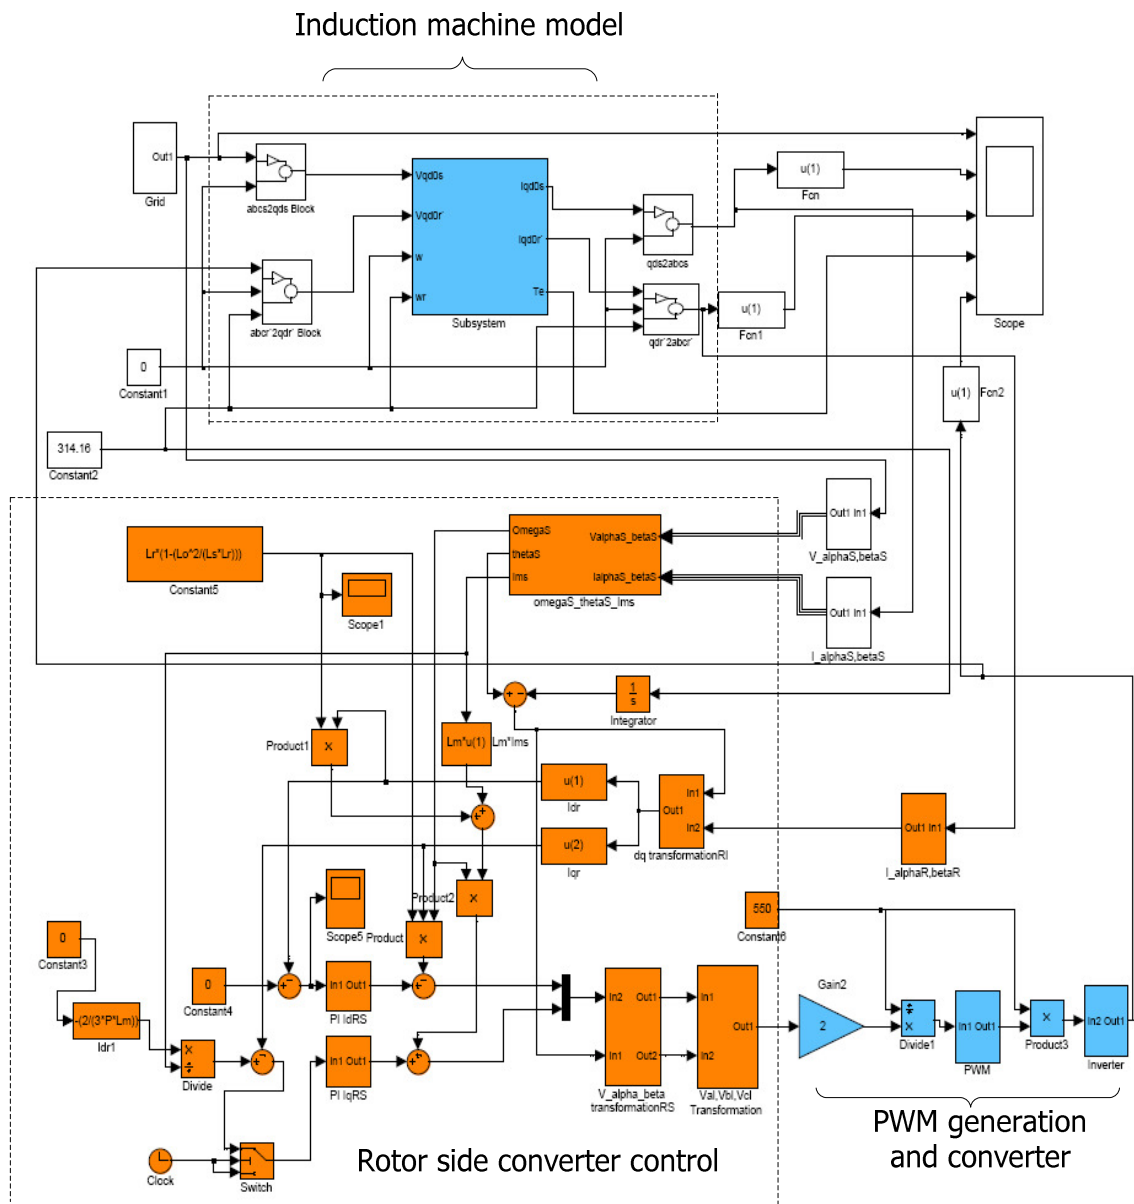 Induction machine model
Out1
Grid
abcs2qds Block
Vqd0s
Vqd0r´
w
wr
Iqd0s
Iqd0r´
Te
Subsystem
qds2abcs
u(1)
Fcn
Scope
abcr´2qdr´ Block
qdr´2abcr´
u(1)
Fcn1
0
Constant1
u(1)
Fcn2
314.16
Constant2
Lr*(1-(Lo^2/(Ls*Lr)))
Constant5
Scope1
OmegaS
thetaS
Ims
ValphaS_betaS
IalphaS_betaS
omegaS_thetaS_Ims
Out1 In1
V_alphaS,betaS
Out1 In1
I_alphaS,betaS
1
s
Integrator
+ -
Product1
x
Lm*u(1)
Lm*Ims
u(1)
Idr
In1
Out1
In2
dq transformationRI
+ +
u(2)
Iqr
Out1 In1
I_alphaR,betaR
Product2
x
Scope5
Product
x
0
Constant3
550
Constant6
0
Constant4
+ -
In1 Out1
PI IdRS
+ -
In2
Out1
In1
Out2
V_alpha_beta
transformationRS
In1
Out1
In2
Val,Vbl,Vcl
Transformation
Gain2
2
÷
x
Divide1
In1 Out1
PWM
x
Product3
In2 Out1
Inverter
-(2/(3*P*Lm))
Idr1
x
÷
Divide
+ -
In1 Out1
PI IqRS
+ +
PWM generation
and converter
Clock
Switch
Rotor side converter control